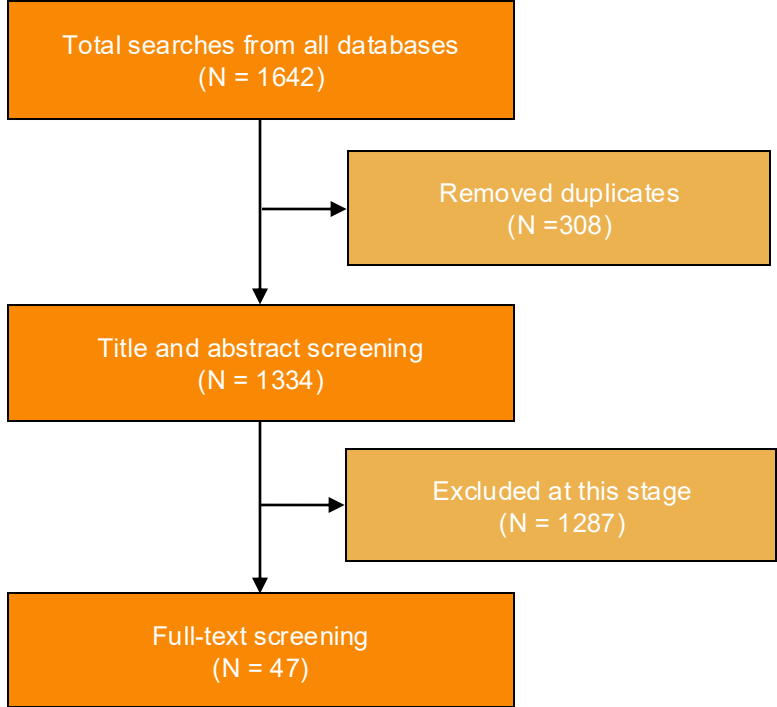 Total searches from all databases
(N = 1642)
Removed duplicates
(N =308)
Title and abstract screening
(N = 1334)
Excluded at this stage
(N = 1287)
Full-text screening
(N = 47)